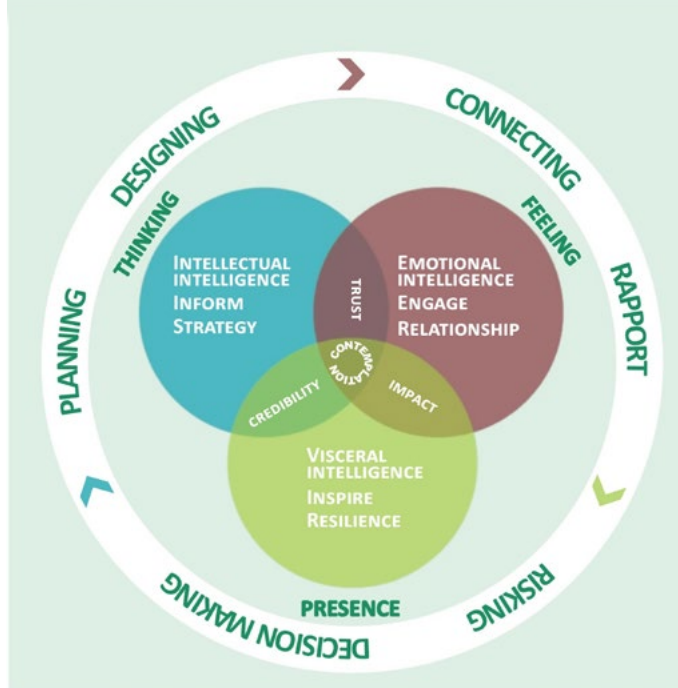 DESIGNING
CONNECTING
THINKING
FEELING
INTELLECTUAL
INTELLIGENCE
INFORM
STRATEGY
TRUST
EMOTIONAL
INTELLIGENCE
ENGAGE
RELATIONSHIP
PLANNING
RAPPORT
CONTEMPLATION
CREDIBILITY
IMPACT
VISCERAL
INTELLIGENCE
INSPIRE
RESILIENCE
PRESENCE
DECISION MAKING
RISKING